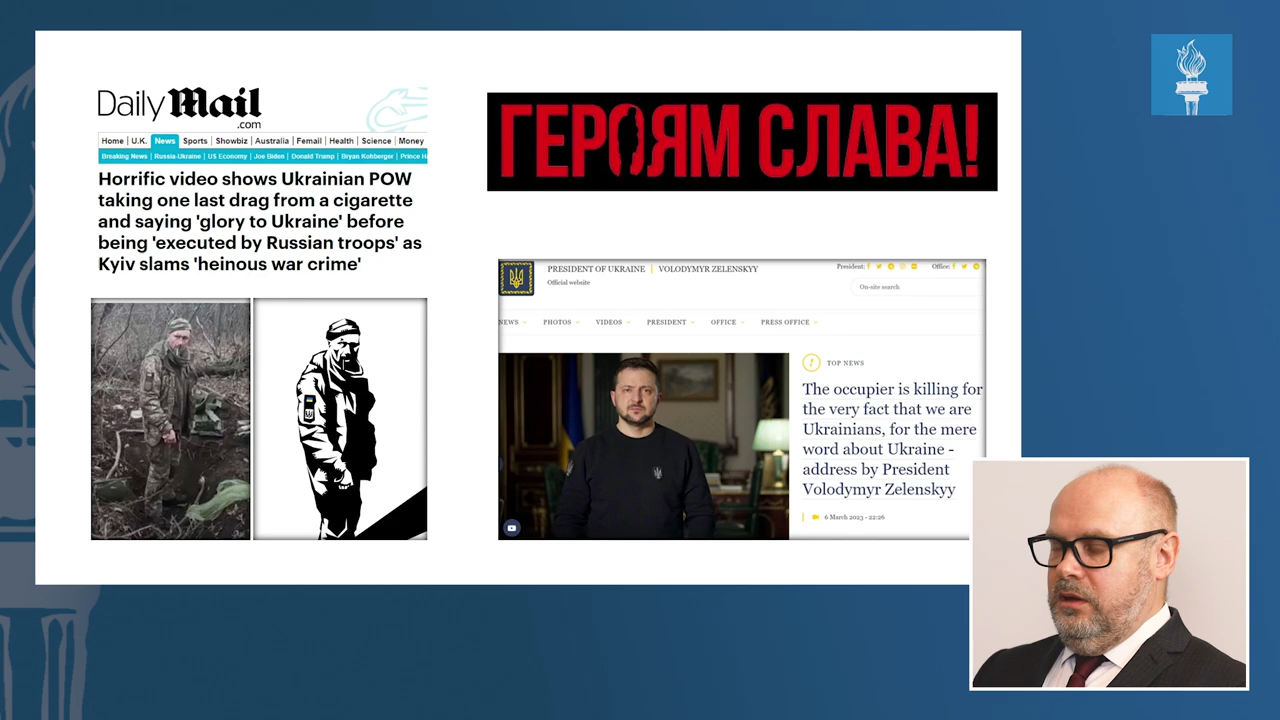 Daily Mail
.com
Home U.K. News Sports Showbiz Australia Femail Health Science Money
Breaking News Russia-Ukraine US Economy Joe Biden Donald Trump Bryan Kohberger Prince
Horrific video shows Ukrainian POW
taking one last drag from a cigarette
and saying 'glory to Ukraine' before
being 'executed by Russian troops' as
Kyiv slams 'heinous war crime'
ГЕРОЯМ СЛАВА!
PRESIDENT OF UKRAINE VOLODYMYR ZELENSKYY
Official website
President:
Office:
On-site search
NEWS PHOTOS VIDEOS PRESIDENT OFFICE PRESS OFFICE
TOP NEWS
The occupier is killing for
the very fact that we are
Ukrainians, for the mere
word about Ukraine -
address by President
Volodymyr Zelenskyy
6 March 2023 - 22:26